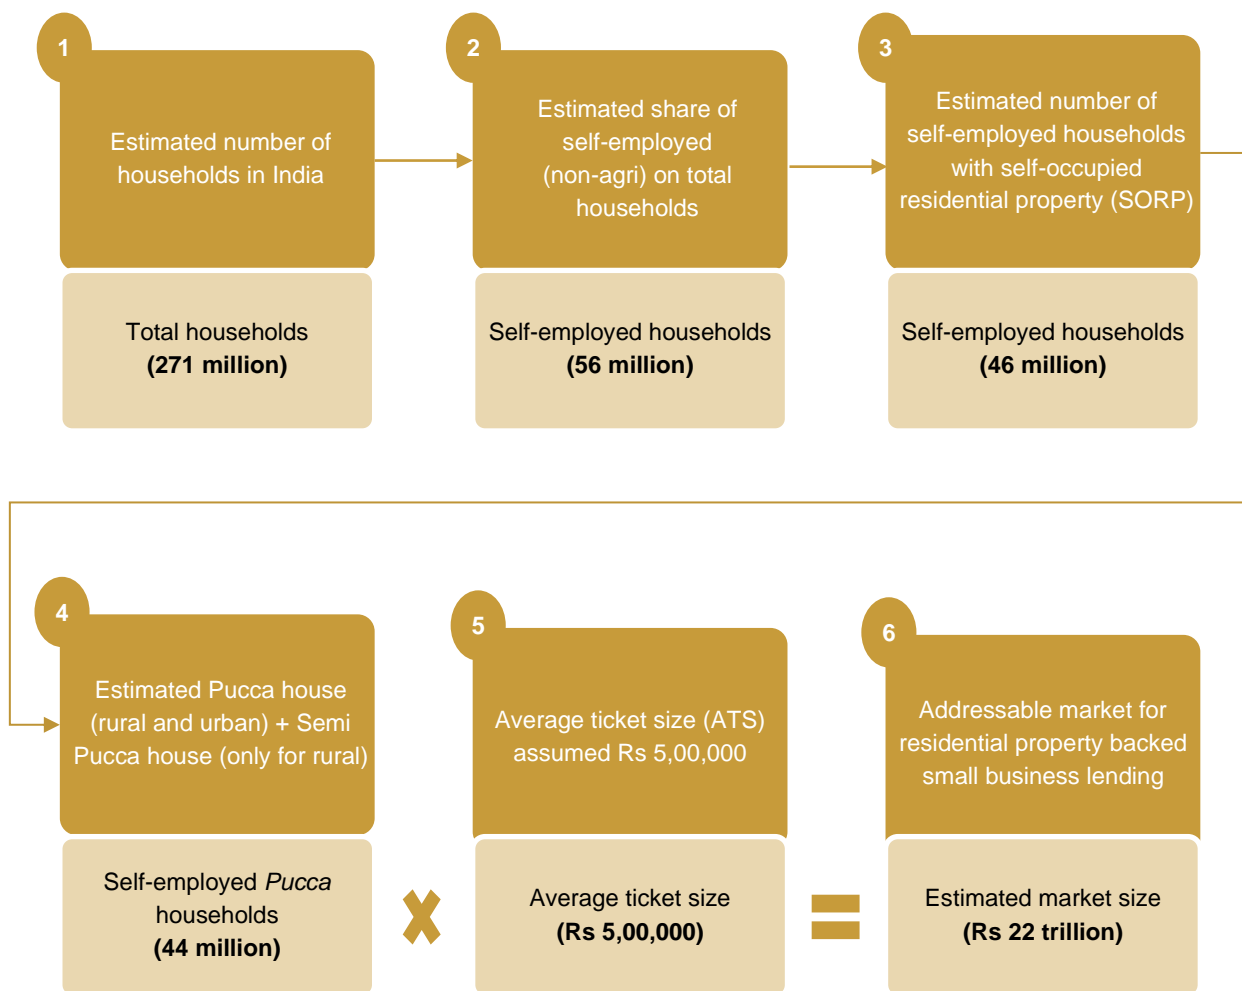 1
Estimated number of
households in India
Total households
(271 million)
2
Estimated share of
self-employed
(non-agri) on total
households
Self-employed households
(56 million)
3
Estimated number of
self-employed households
with self-occupied
residential property (SORP)
Self-employed households
(46 million)
4
Estimated Pucca house
(rural and urban) + Semi
Pucca house (only for rural)
Self-employed Pucca
households
(44 million)
5
Average ticket size (ATS)
assumed Rs 5,00,000
Average ticket size
(Rs 5,00,000)
6
Addressable market for
residential property backed
small business lending
Estimated market size
(Rs 22 trillion)